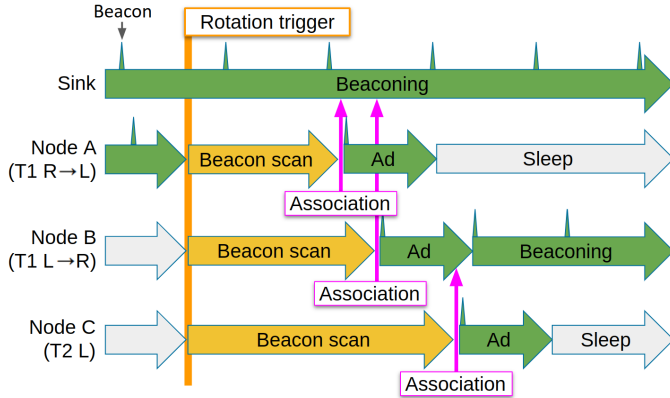 Beacon
Rotation trigger
Sink
Beaconing
Node A
(T1 R→L)
Beacon scan
Ad
Sleep
Association
Node B
(T1 L→R)
Beacon scan
Ad
Beaconing
Association
Node C
(T2 L)
Beacon scan
Ad
Sleep
Association